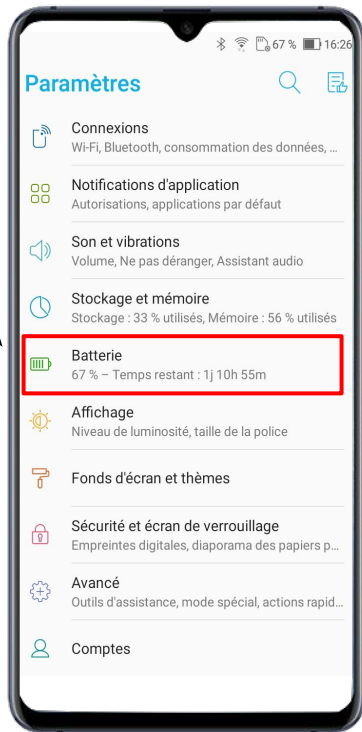 67 % 16:26
Paramètres
Connexions
Wi-Fi, Bluetooth, consommation des données, ...
Notifications d'application
Autorisations, applications par défaut
Son et vibrations
Volume, Ne pas déranger, Assistant audio
Stockage et mémoire
Stockage : 33 % utilisés, Mémoire : 56 % utilisés
Batterie
67 % – Temps restant : 1j 10h 55m
Affichage
Niveau de luminosité, taille de la police
Fonds d'écran et thèmes
Sécurité et écran de verrouillage
Empreintes digitales, diaporama des papiers p...
Avancé
Outils d'assistance, mode spécial, actions rapid...
Comptes